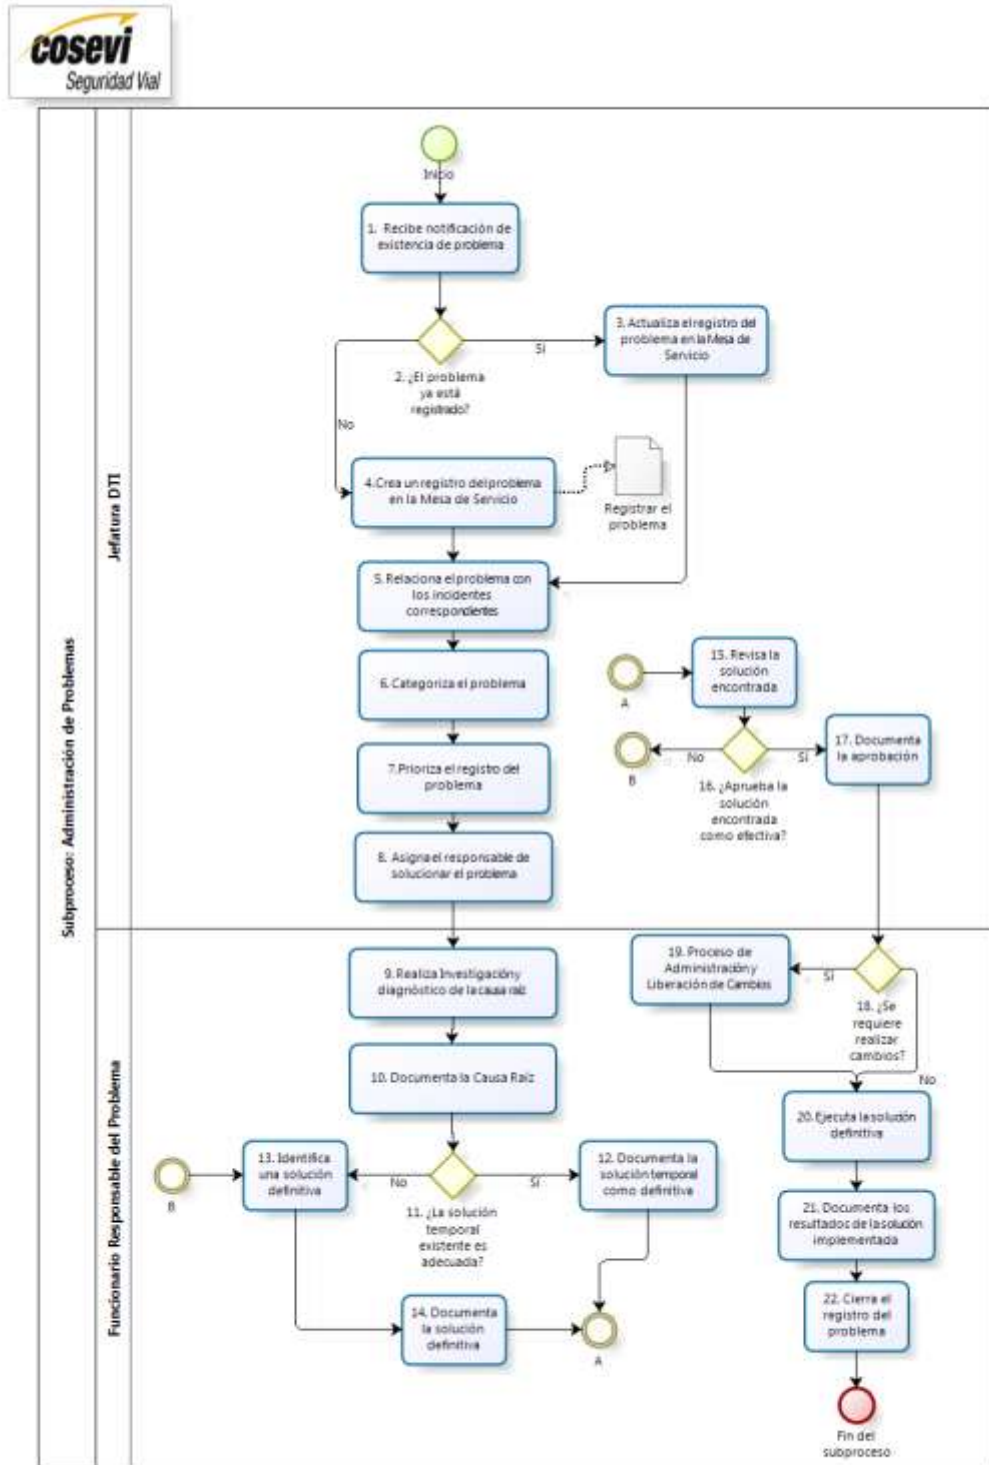 cosevi
Seguridad Vial
Subproceso: Administración de Problemas
Jefatura DTI
Inicio
1. Recibe notificación de
existencia de problema
2. ¿El problema
ya está
registrado?
Si
No
3. Actualiza el registro del
problema en la Mesa de
Servicio
4.Crea un registro del problema
en la Mesa de Servicio
Registrar el
problema
5. Relaciona el problema con
los incidentes
correspondientes
6. Categoriza el problema
7.Prioriza el registro del
problema
8. Asigna el responsable de
solucionar el problema
A
15. Revisa la
solución
encontrada
B
No
Sí
16. ¿Aprueba la
solución
encontrada
como efectiva?
17. Documenta
la aprobación
Funcionario Responsable del Problema
9. Realiza Investigación y
diagnóstico de la causa raíz
10. Documenta la Causa Raíz
11. ¿La solución
temporal
existente es
adecuada?
No
Sí
B
13. Identifica
una solución
definitiva
12. Documenta la
solución temporal
como definitiva
14. Documenta
la solución
definitiva
A
18. ¿Se
requiere
realizar
cambios?
Sí
No
19. Proceso de
Administración y
Liberación de Cambios
20. Ejecuta la solución
definitiva
21. Documenta los
resultados de la solución
implementada
22. Cierra el
registro del
problema
Fin del
subproceso